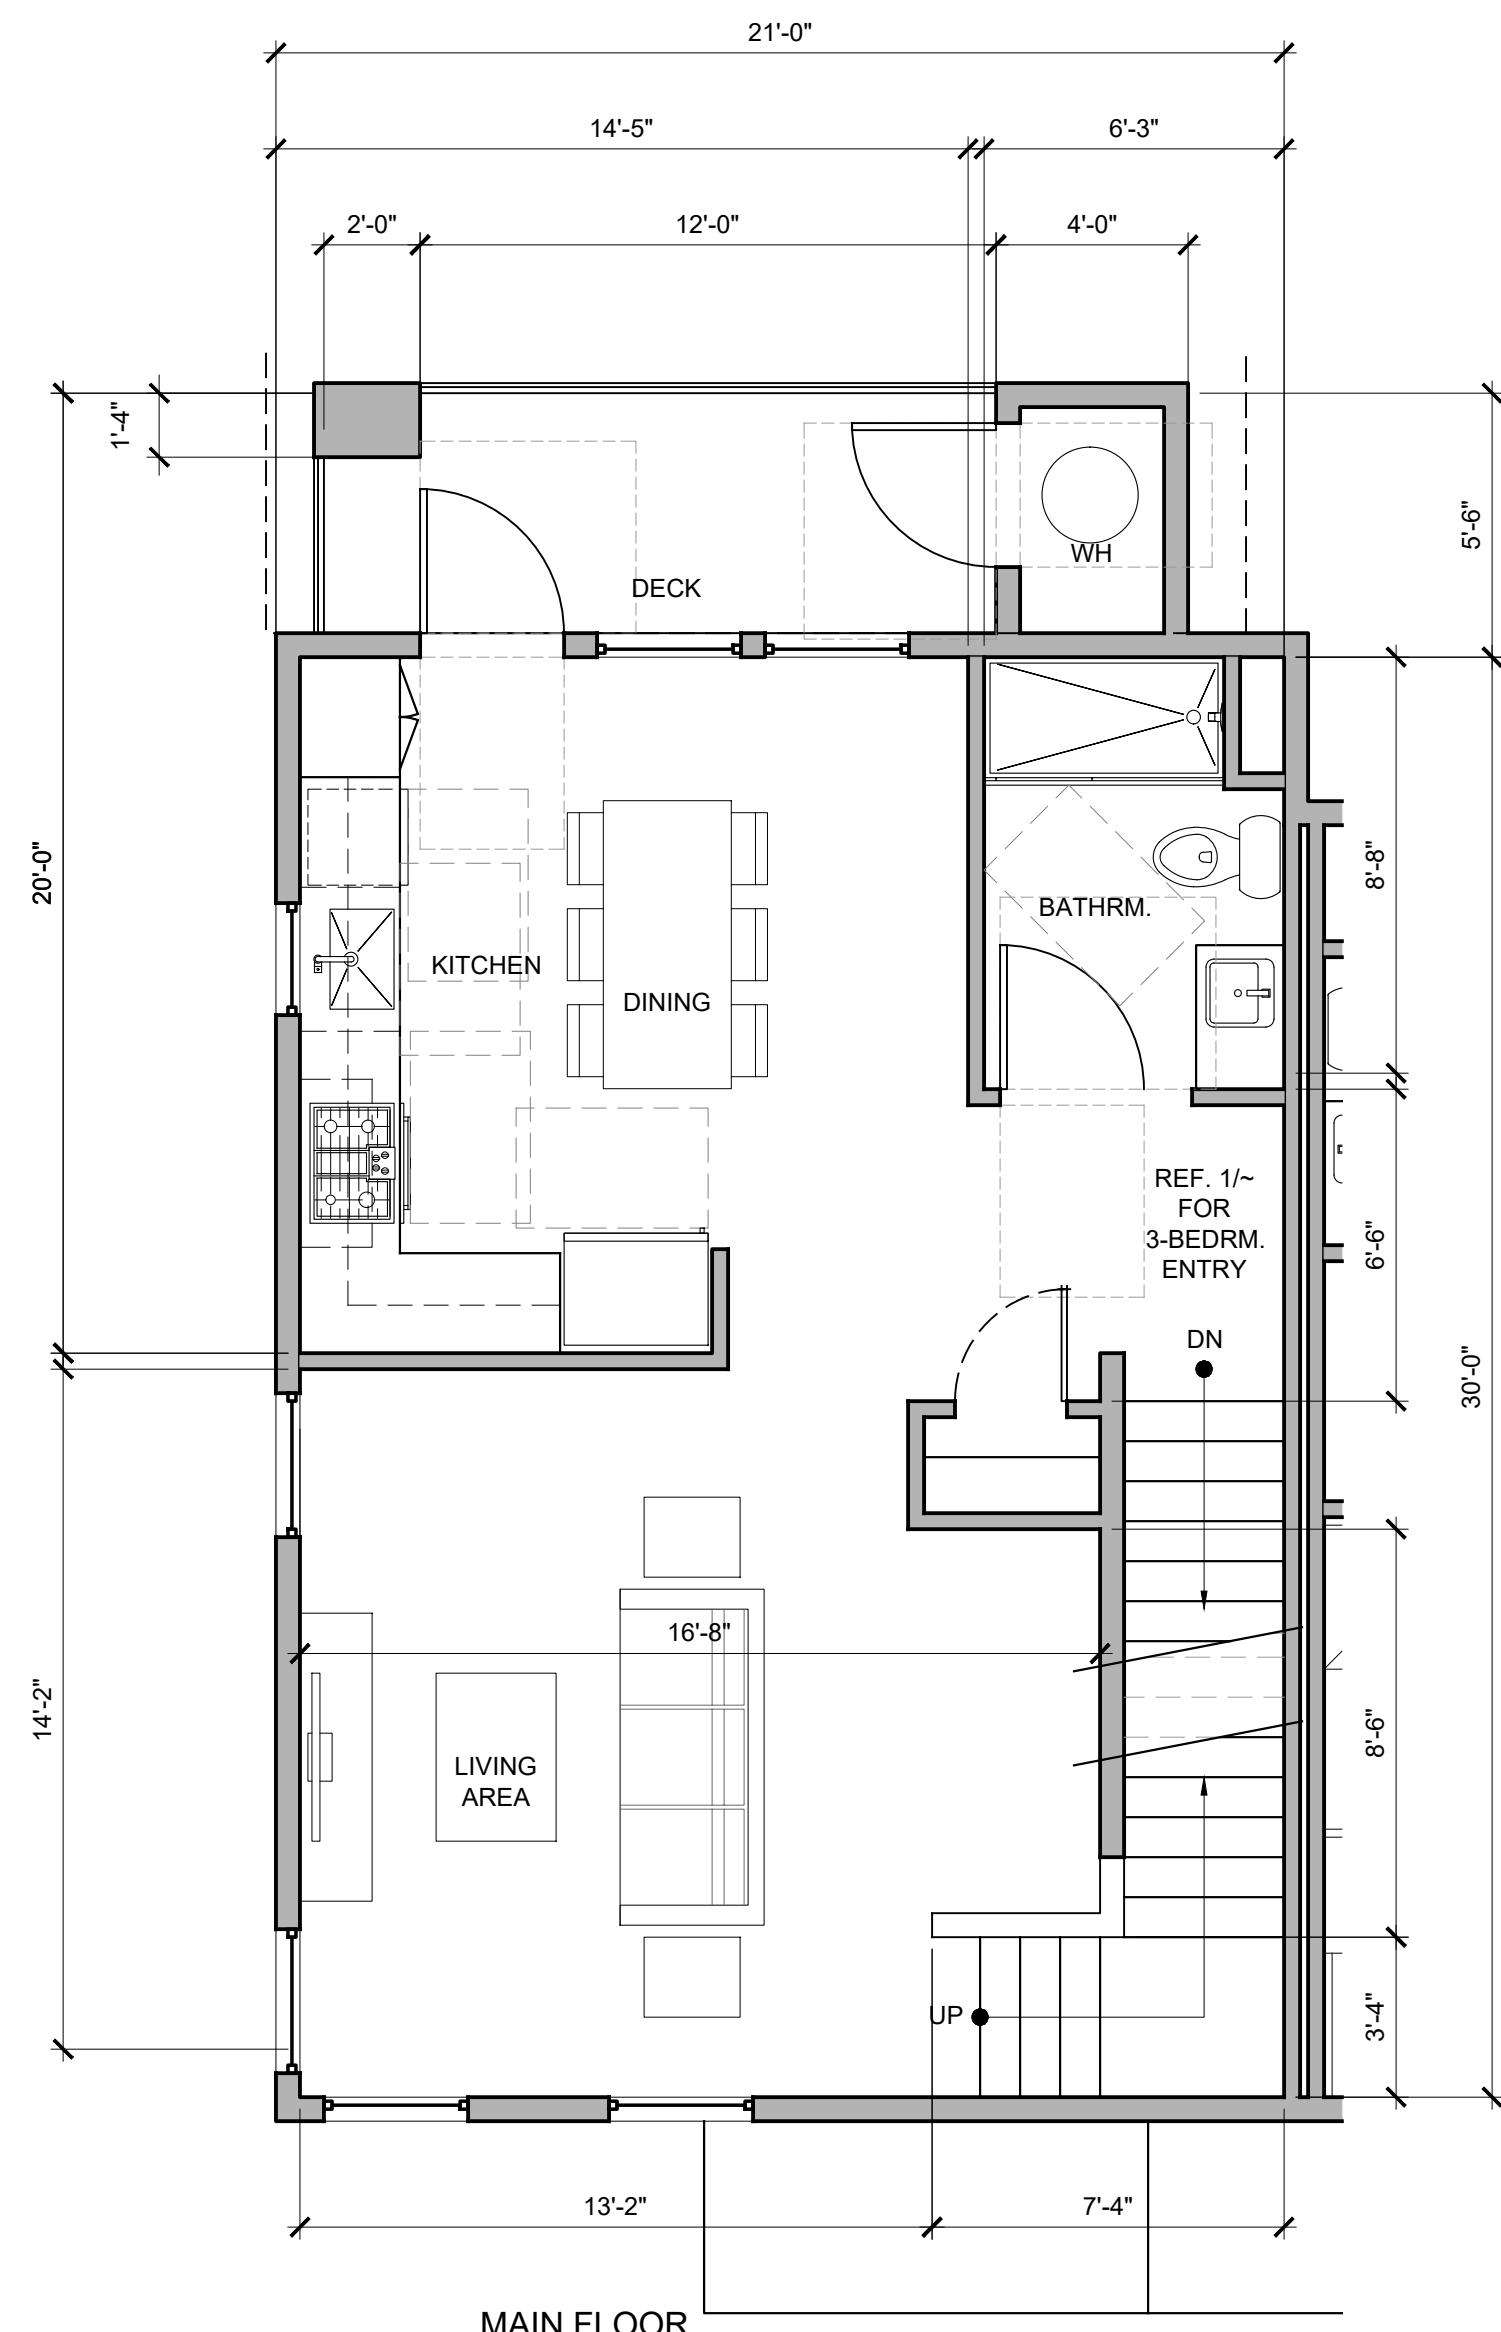 21'-0"
14'-5"
6'-3"
2'-0"
12'-0"
4'-0"
1'-4"
5'-6"
WH
DECK
20'-0"
8'-8"
BATHRM.
KITCHEN
DINING
REF. 1/~
FOR
3-BEDRM.
ENTRY
6'-6"
DN
30'-0"
16'-8"
14'-2"
8'-6"
LIVING
AREA
UP
3'-4"
13'-2"
7'-4"
MAIN FLOOR